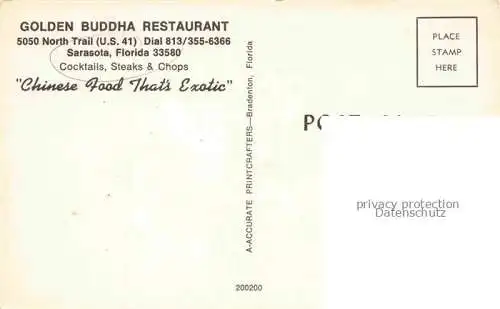 GOLDEN BUDDHA RESTAURANT
5050 North Trail (U.S. 41) Dial 813/355-6366
Sarasota, Florida 33580
Cocktails, Steaks & Chops
"Chinese Food That's Exotic"
A-ACCURATE PRINTCRAFTERS—Bradenton, Florida
200200
PLACE
STAMP
HERE
privacy protection
Datenschutz